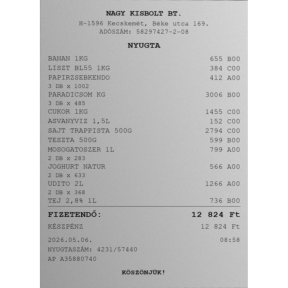 NAGY KISBOLT BT.
H-1596 Kecskemét, Béke utca 169.
ADÓSZÁM: 58297427-2-08
NYUGTA
BANAN 1KG 655 B00
LISZT BL55 1KG 384 C00
PAPIRZSEBKENDO 412 A00
3 DB x 1002
PARADICSOM KG 3006 B00
3 DB x 485
CUKOR 1KG 1455 C00
ASVANYVIZ 1,5L 152 C00
SAJT TRAPPISTA 500G 2794 C00
TESZTA 500G 599 B00
MOSOGATOSZER 1L 799 A00
2 DB x 283
JOGHURT NATUR 566 A00
2 DB x 633
UDITO 2L 1266 A00
2 DB x 368
TEJ 2,8% 1L 736 B00
FIZETENDŐ: 12 824 Ft
KÉSZPÉNZ 12 824 Ft
2026.05.06. 08:58
NYUGTASZÁM: 4231/57440
AP A35880740
KÖSZÖNJÜK!